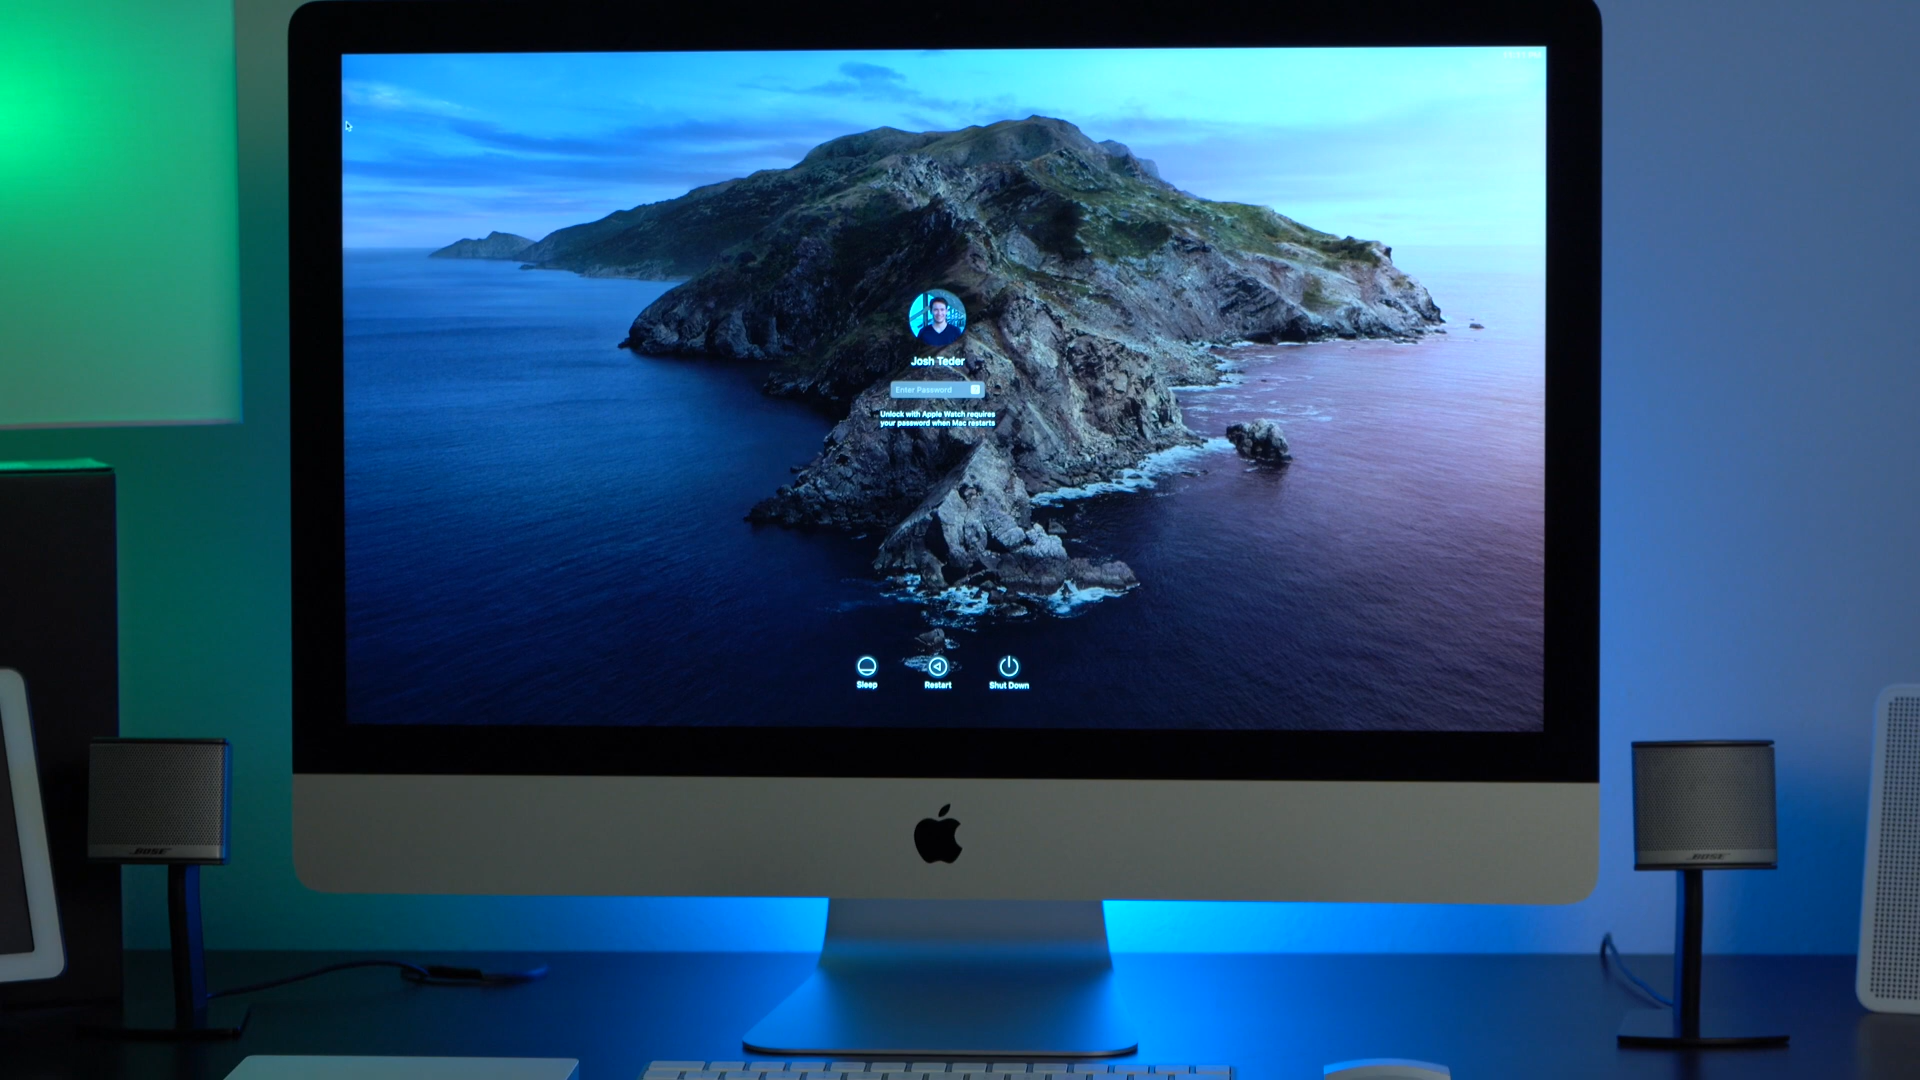 Josh Teder
Enter Password
Unlock with Apple Watch requires
your password when Mac restarts
Sleep
Restart
Shut Down
BOSE
BOSE